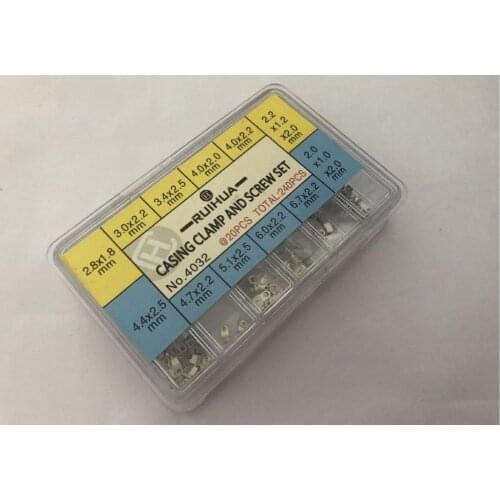 2.8x1.8 mm
3.0x2.2 mm
3.4x2.5 mm
4.0x2.0 mm
4.0x2.2 mm
2.2 x1.2 x2.0 mm
RUIHUA
CASING CLAMP AND SCREW SET
No.4032 @20PCS TOTAL:240PCS
4.4x2.5 mm
4.7x2.2 mm
5.1x2.5 mm
6.0x2.2 mm
6.7x2.2 mm
2.0 x1.0 x2.0 mm